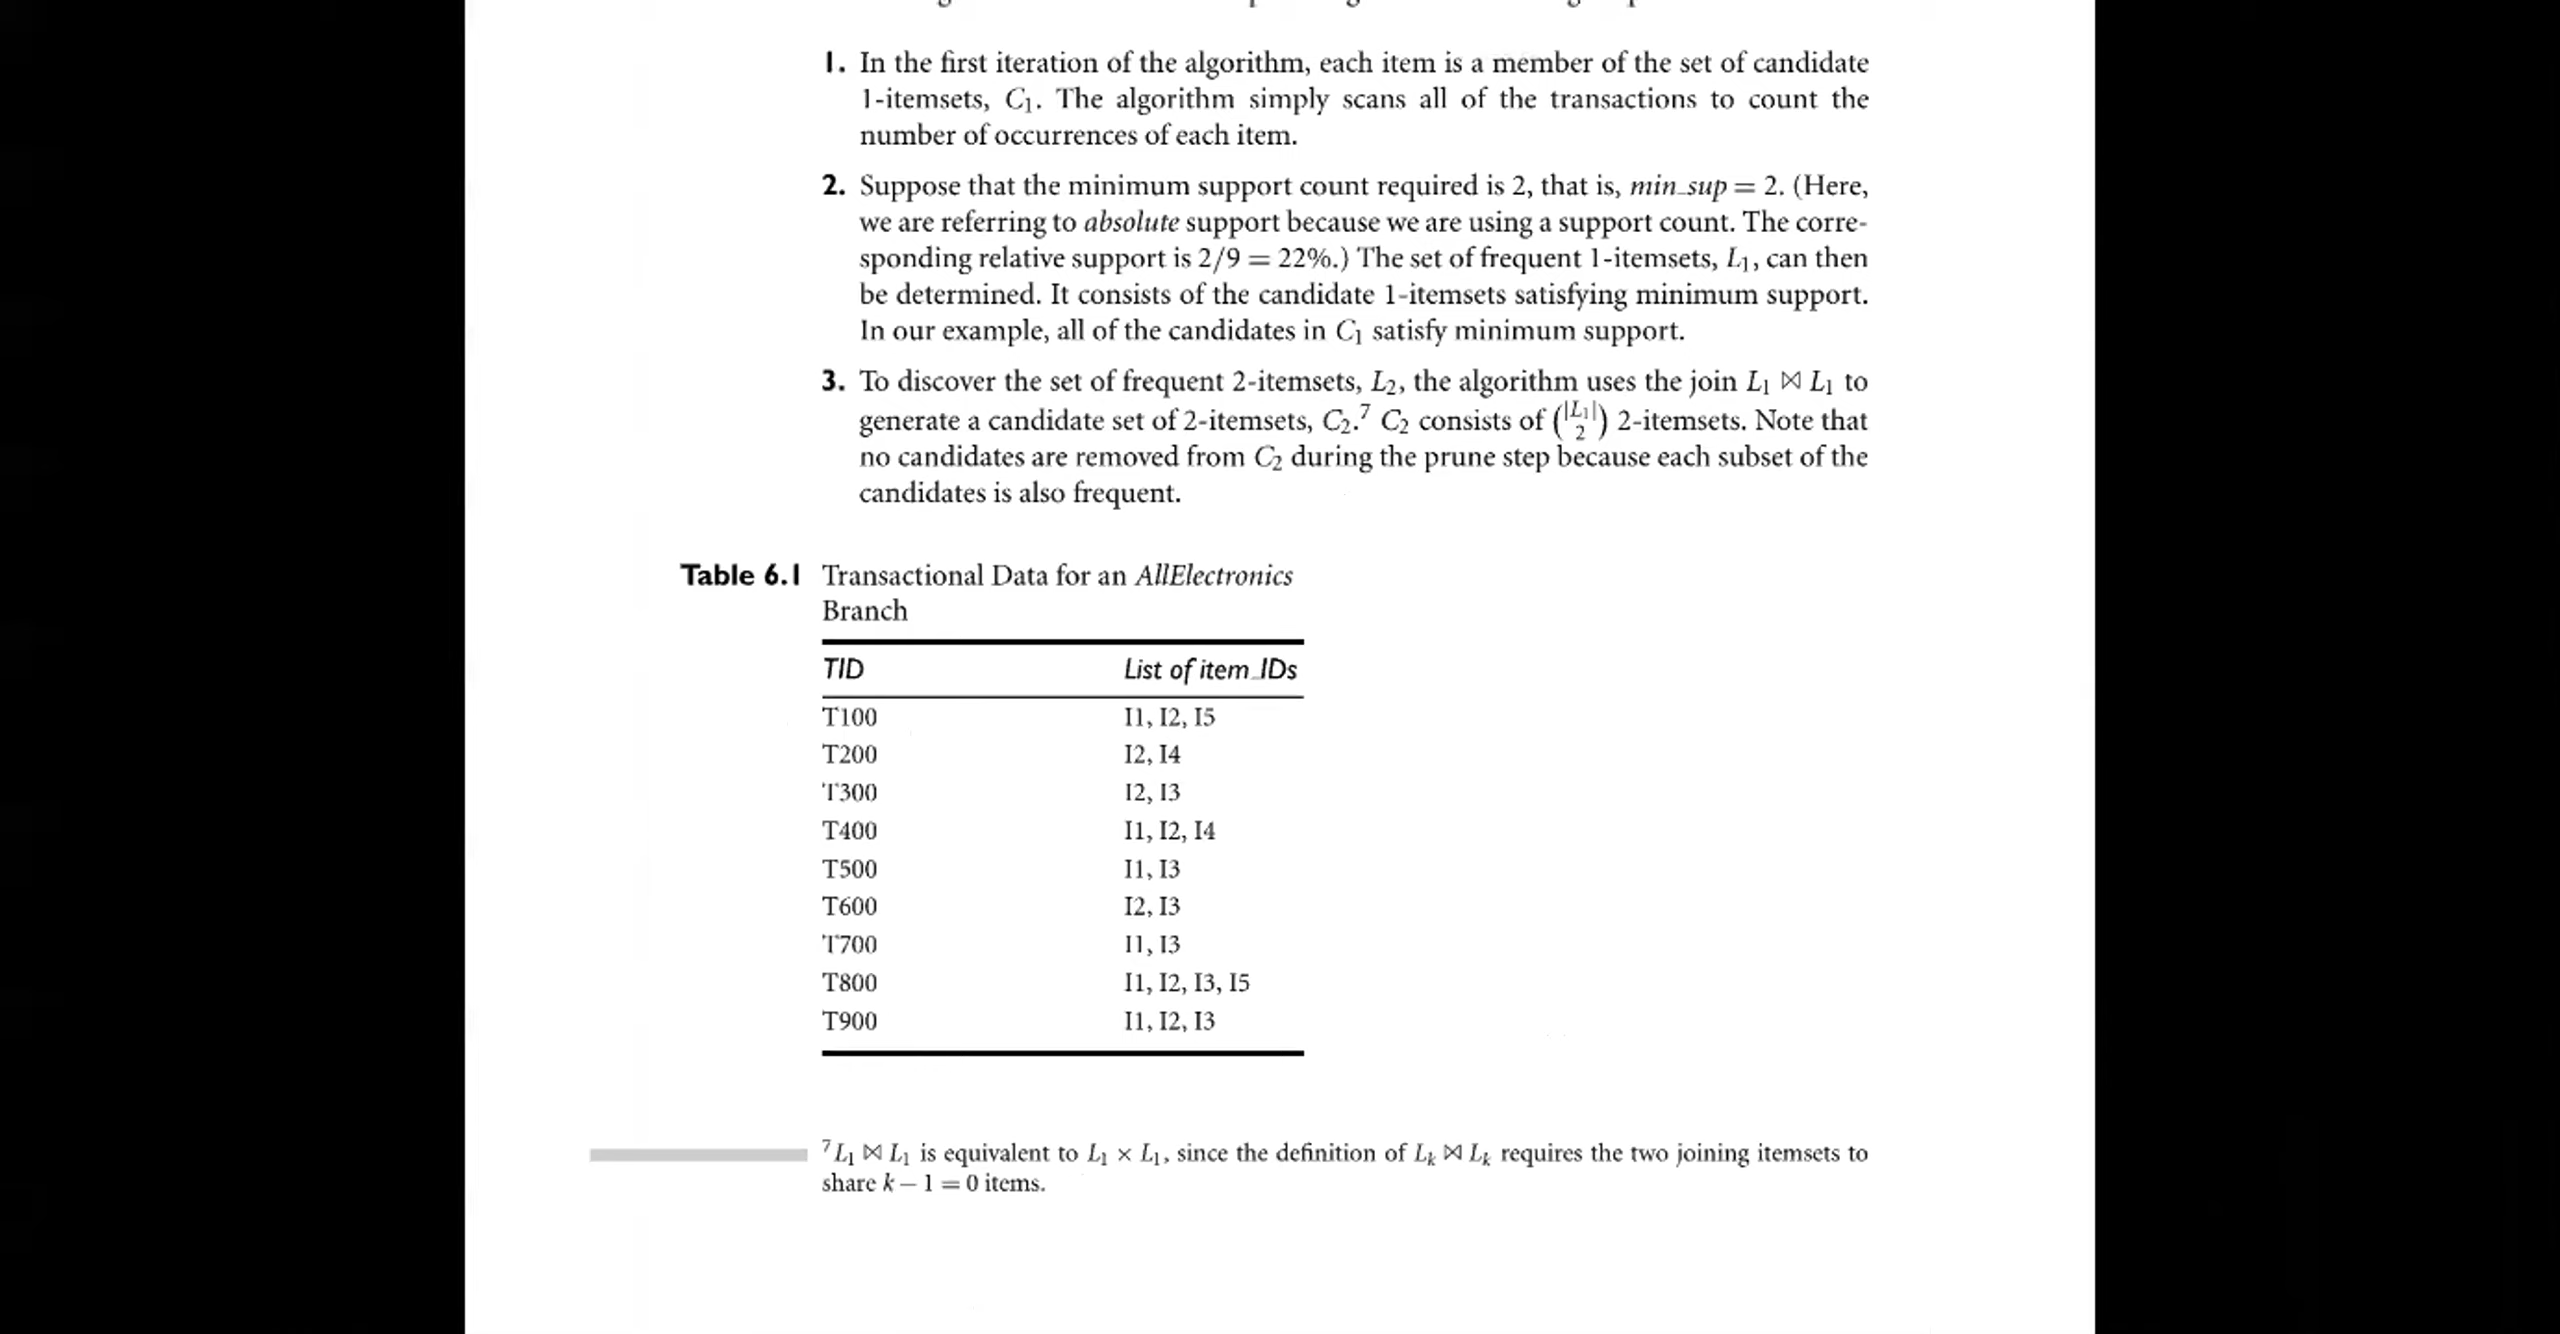 1. In the first iteration of the algorithm, each item is a member of the set of candidate
1-itemsets, C₁. The algorithm simply scans all of the transactions to count the
number of occurrences of each item.
2. Suppose that the minimum support count required is 2, that is, min_sup = 2. (Here,
we are referring to absolute support because we are using a support count. The corre-
sponding relative support is 2/9 = 22%.) The set of frequent 1-itemsets, L₁, can then
be determined. It consists of the candidate 1-itemsets satisfying minimum support.
In our example, all of the candidates in C₁ satisfy minimum support.
3. To discover the set of frequent 2-itemsets, L₂, the algorithm uses the join L₁ ⋈ L₁ to
generate a candidate set of 2-itemsets, C₂.⁷ C₂ consists of (|L₁| 2) 2-itemsets. Note that
no candidates are removed from C₂ during the prune step because each subset of the
candidates is also frequent.
Table 6.1 Transactional Data for an AllElectronics
Branch
TID List of item_IDs
T100 I1, I2, I5
T200 I2, I4
T300 I2, I3
T400 I1, I2, I4
T500 I1, I3
T600 I2, I3
T700 I1, I3
T800 I1, I2, I3, I5
T900 I1, I2, I3
⁷L₁ ⋈ L₁ is equivalent to L₁ × L₁, since the definition of Lₖ ⋈ Lₖ requires the two joining itemsets to
share k − 1 = 0 items.